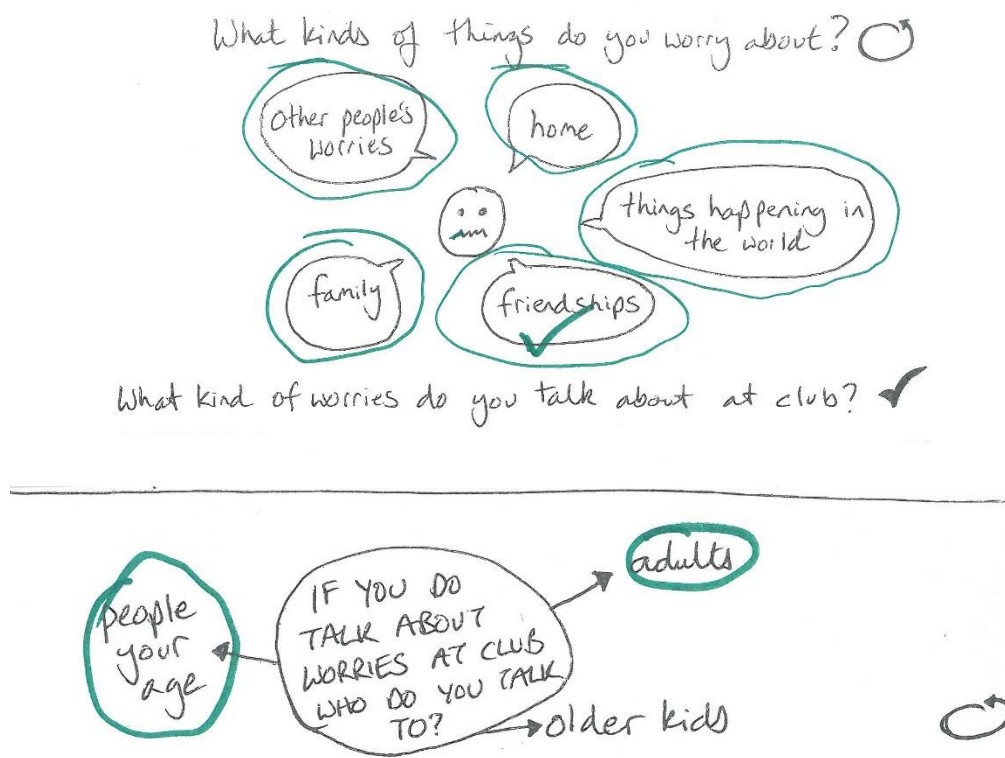 What kinds of things do you worry about?
Other people's
worries
home
things happening in
the world
family
friendships
What kind of worries do you talk about at club?
people
your
age
IF YOU DO
TALK ABOUT
WORRIES AT CLUB
WHO DO YOU TALK
TO?
adults
older kids